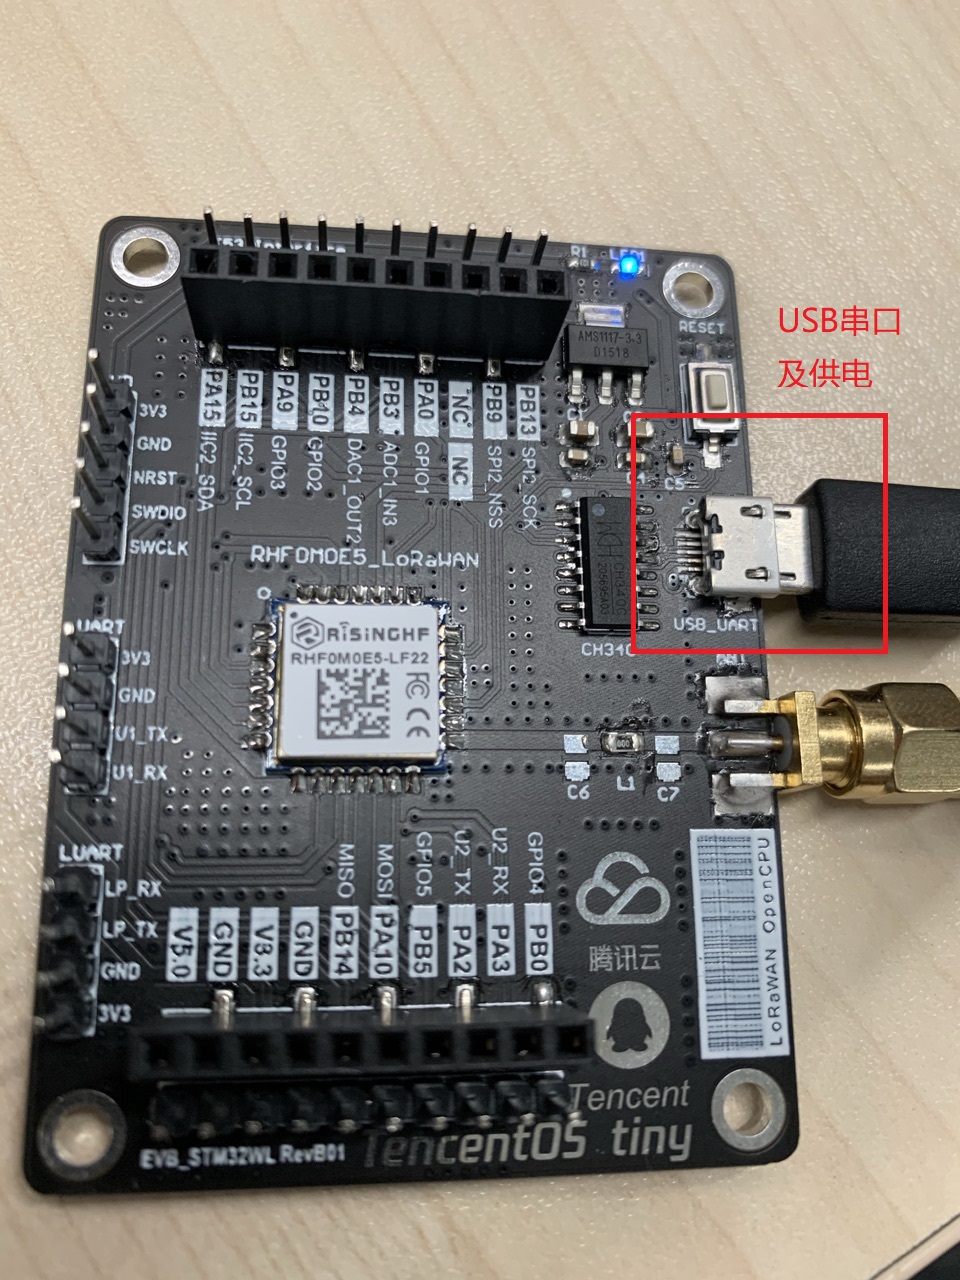 R1
RESET
USB串口
及供电
AMS1117-3.3
D1518
3V3
GND
NRST
SWDIO
SWCLK
PA15
PB15
PA9
PB10
PB4
PB3
PA0
NC
PB9
PB13
IIC2_SDA
IIC2_SCL
GPIO3
GPIO2
DAC1_OUT2
ADC1_IN3
GPIO1
NC
SPI2_NSS
SPI2_SCK
C5
RHF0M0E5_LoRaWAN
USB_UART
RISINGHF
RHF0M0E5-LF22
FC CE
UART
3V3
GND
U1_TX
U1_RX
C6
L1
C7
LUART
LP_RX
LP_TX
GND
3V3
MISO
MOSI
GPIO5
U2_TX
U2_RX
GPIO4
V5.0
GND
V3.3
GND
PB14
PA10
PB5
PA2
PA3
PB0
腾讯云
LoRaWAN OpenCPU
Tencent
TencentOS tiny
EVB_STM32WL RevB01